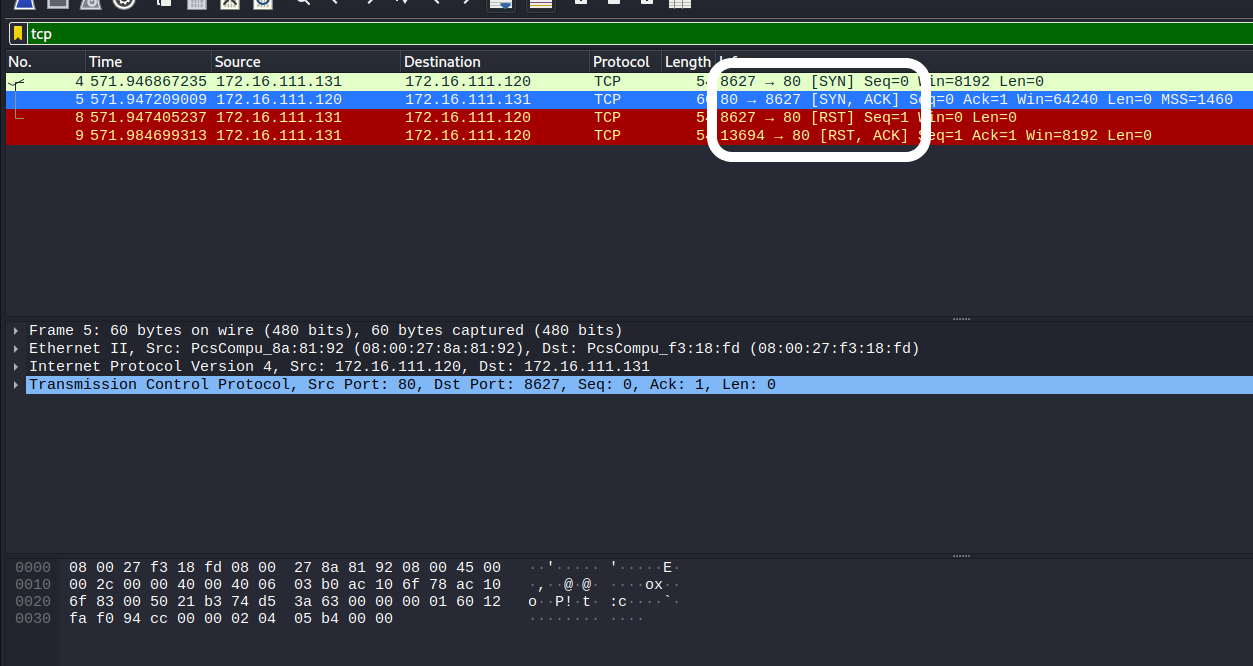 tcp
No. Time Source Destination Protocol Length
4 571.946867235 172.16.111.131 172.16.111.120 TCP 8627 → 80 [SYN] Seq=0 Win=8192 Len=0
5 571.947209009 172.16.111.120 172.16.111.131 TCP 80 → 8627 [SYN, ACK] Seq=0 Ack=1 Win=64240 Len=0 MSS=1460
8 571.947405237 172.16.111.131 172.16.111.120 TCP 8627 → 80 [RST] Seq=1 Win=0 Len=0
9 571.984699313 172.16.111.131 172.16.111.120 TCP 13694 → 80 [RST, ACK] Seq=1 Ack=1 Win=8192 Len=0
Frame 5: 60 bytes on wire (480 bits), 60 bytes captured (480 bits)
Ethernet II, Src: PcsCompu_8a:81:92 (08:00:27:8a:81:92), Dst: PcsCompu_f3:18:fd (08:00:27:f3:18:fd)
Internet Protocol Version 4, Src: 172.16.111.120, Dst: 172.16.111.131
Transmission Control Protocol, Src Port: 80, Dst Port: 8627, Seq: 0, Ack: 1, Len: 0
0000 08 00 27 f3 18 fd 08 00 27 8a 81 92 08 00 45 00 ··'····· '·····E·
0010 00 2c 00 00 40 00 40 06 03 b0 ac 10 6f 78 ac 10 ·,··@·@· ····ox··
0020 6f 83 00 50 21 b3 74 d5 3a 63 00 00 00 01 60 12 o··P!·t· :c····`·
0030 fa f0 94 cc 00 00 02 04 05 b4 00 00 ········ ····